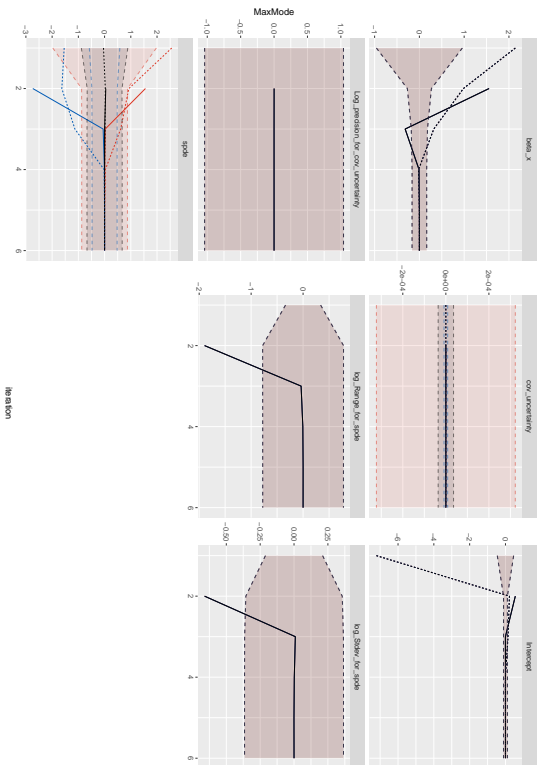 beta_x
cov_uncertainty
Intercept
2
1
0
-1
2e-04
0e+00
-2e-04
0
-2
-4
-6
Log_precision_for_cov_uncertainty
log_Range_for_spde
log_Stdev_for_spde
1.0
0.5
0.0
-0.5
-1.0
0
-1
-2
0.25
0.00
-0.25
-0.50
2 4 6
2 4 6
spde
2
1
0
-1
-2
-3
2 4 6
MaxMode
iteration